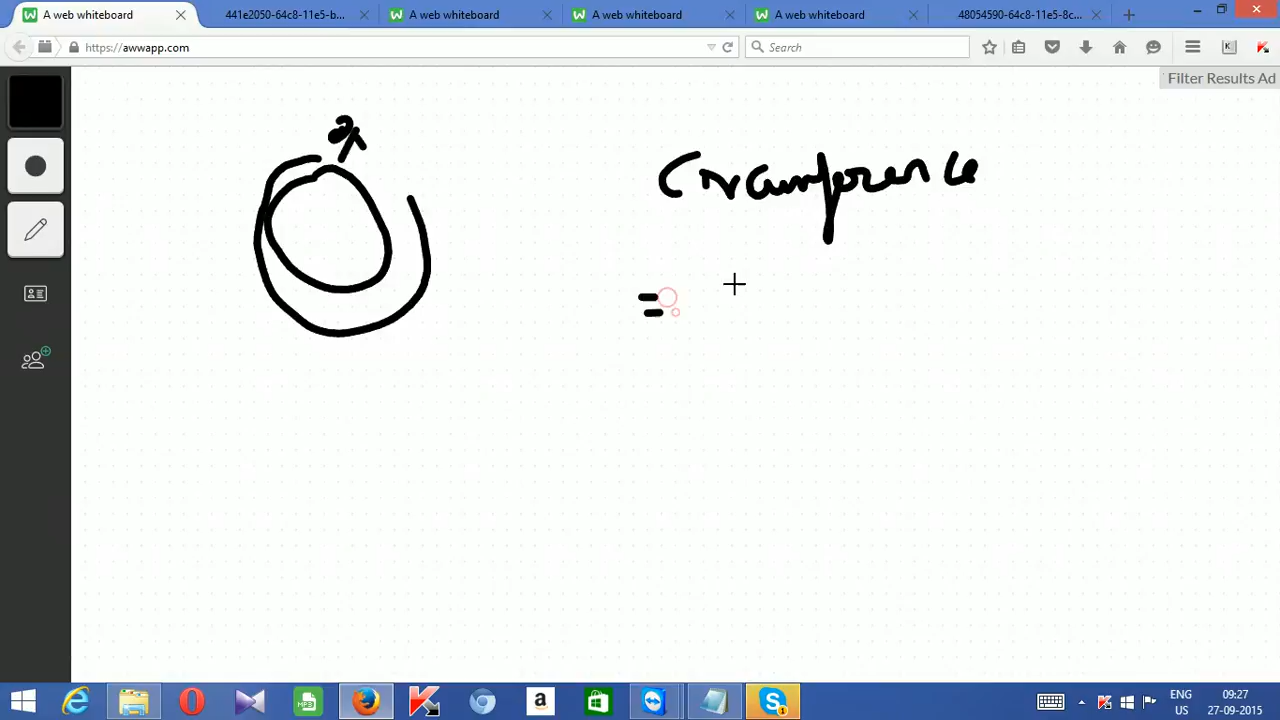 A web whiteboard
441e2050-64c8-11e5-b...
A web whiteboard
A web whiteboard
A web whiteboard
48054590-64c8-11e5-8c...
https://awwapp.com
Search
Filter Results Ad
=
MP3
ENG
09:27
US
27-09-2015